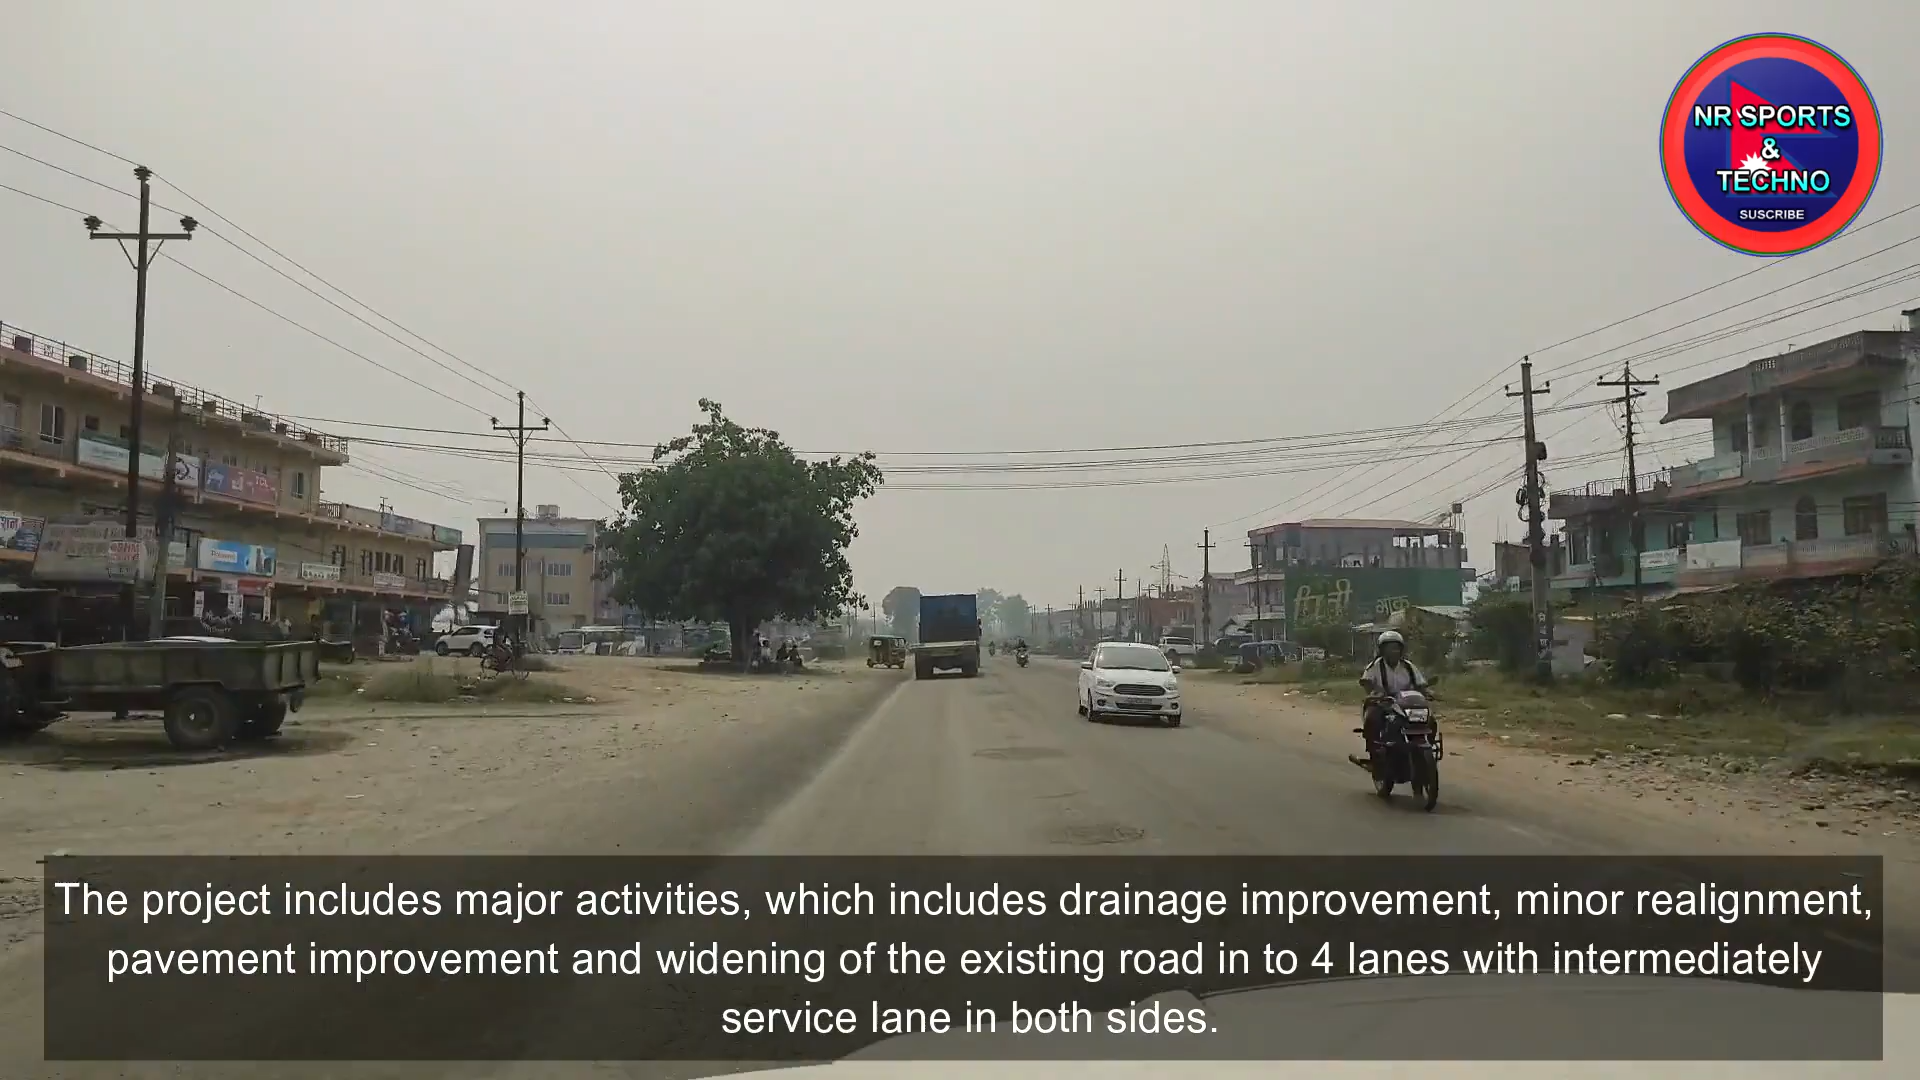 NR SPORTS
&
TECHNO
SUSCRIBE
TCL
The project includes major activities, which includes drainage improvement, minor realignment,
pavement improvement and widening of the existing road in to 4 lanes with intermediately
service lane in both sides.